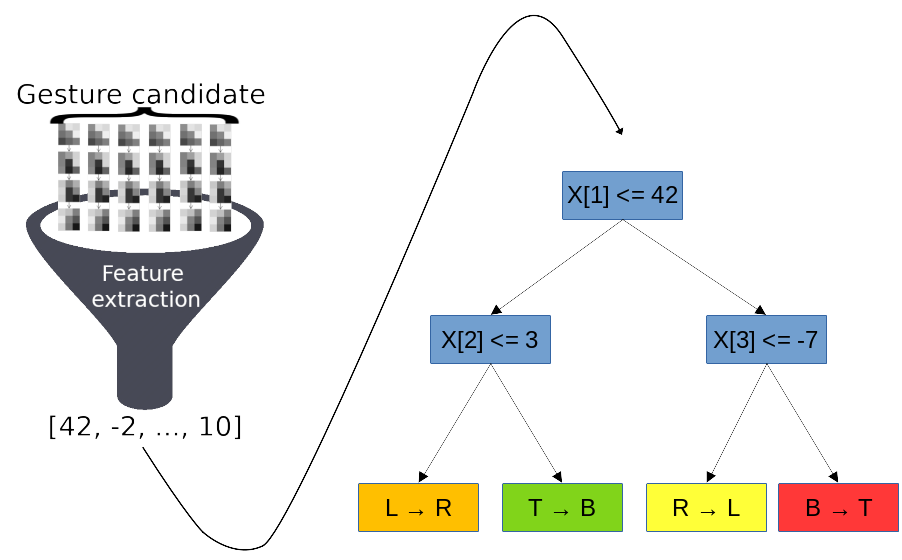 Gesture candidate
Feature
extraction
[42, -2, ..., 10]
X[1] <= 42
X[2] <= 3
X[3] <= -7
L → R
T → B
R → L
B → T